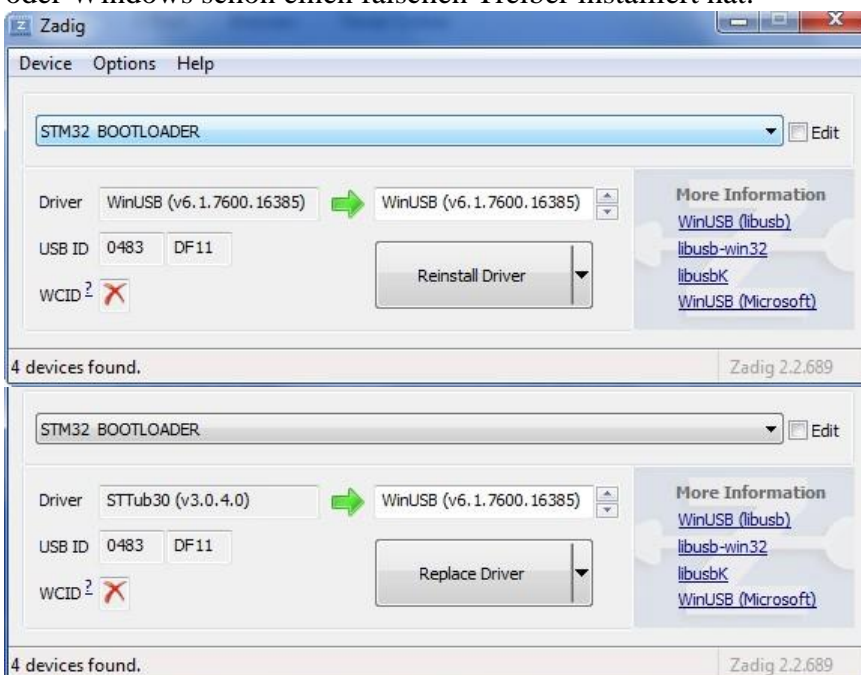 oder Windows schon einen falschen Treiber installiert hat.
Zadig
Device Options Help
STM32 BOOTLOADER Edit
Driver WinUSB (v6.1.7600.16385) WinUSB (v6.1.7600.16385) More Information
WinUSB (libusb)
USB ID 0483 DF11 libusb-win32
Reinstall Driver libusbK
WCID ? WinUSB (Microsoft)
4 devices found. Zadig 2.2.689
STM32 BOOTLOADER Edit
Driver STTub30 (v3.0.4.0) WinUSB (v6.1.7600.16385) More Information
WinUSB (libusb)
USB ID 0483 DF11 libusb-win32
Replace Driver libusbK
WCID ? WinUSB (Microsoft)
4 devices found. Zadig 2.2.689